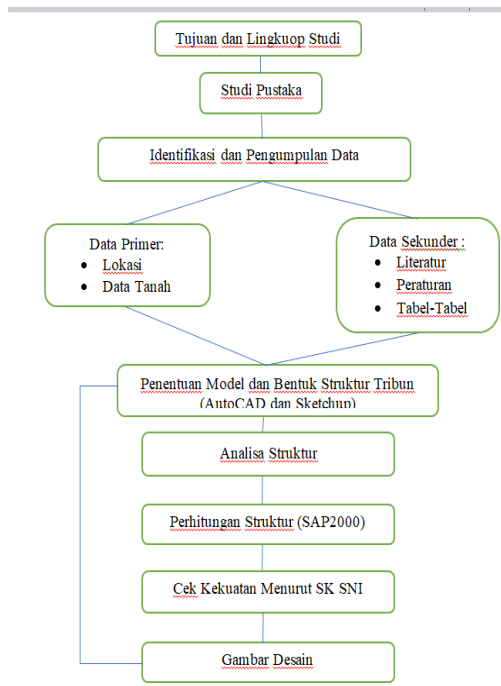 Tujuan dan Lingkuop Studi
Studi Pustaka
Identifikasi dan Pengumpulan Data
Data Primer:
• Lokasi
• Data Tanah
Data Sekunder :
• Literatur
• Peraturan
• Tabel-Tabel
Penentuan Model dan Bentuk Struktur Tribun
(AutoCAD dan Sketchup)
Analisa Struktur
Perhitungan Struktur (SAP2000)
Cek Kekuatan Menurut SK SNI
Gambar Desain